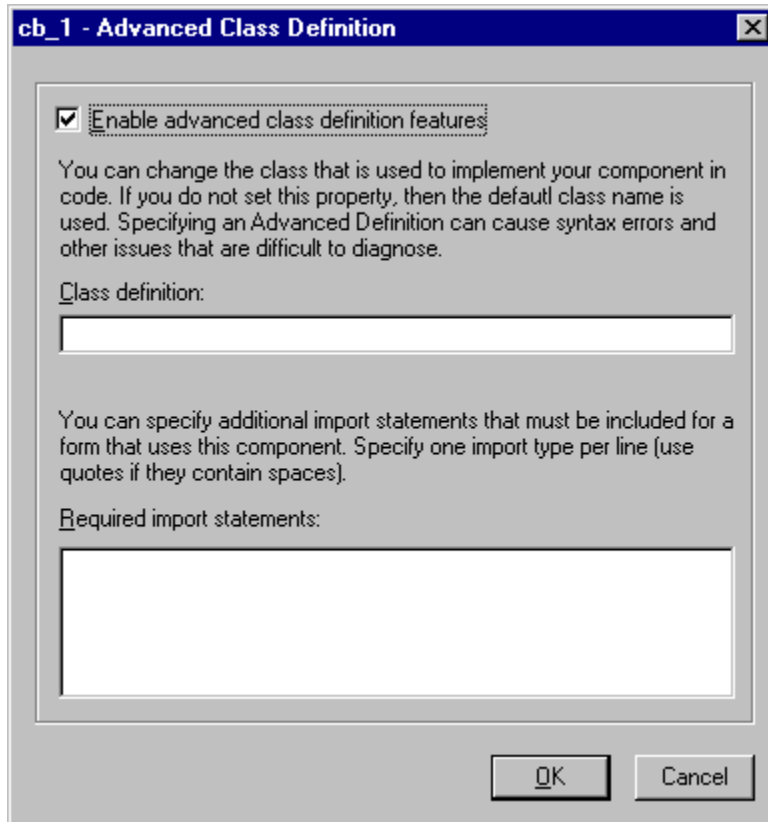 cb_1 - Advanced Class Definition
Enable advanced class definition features
You can change the class that is used to implement your component in
code. If you do not set this property, then the defautl class name is
used. Specifying an Advanced Definition can cause syntax errors and
other issues that are difficult to diagnose.
Class definition:
You can specify additional import statements that must be included for a
form that uses this component. Specify one import type per line (use
quotes if they contain spaces).
Required import statements:
OK Cancel